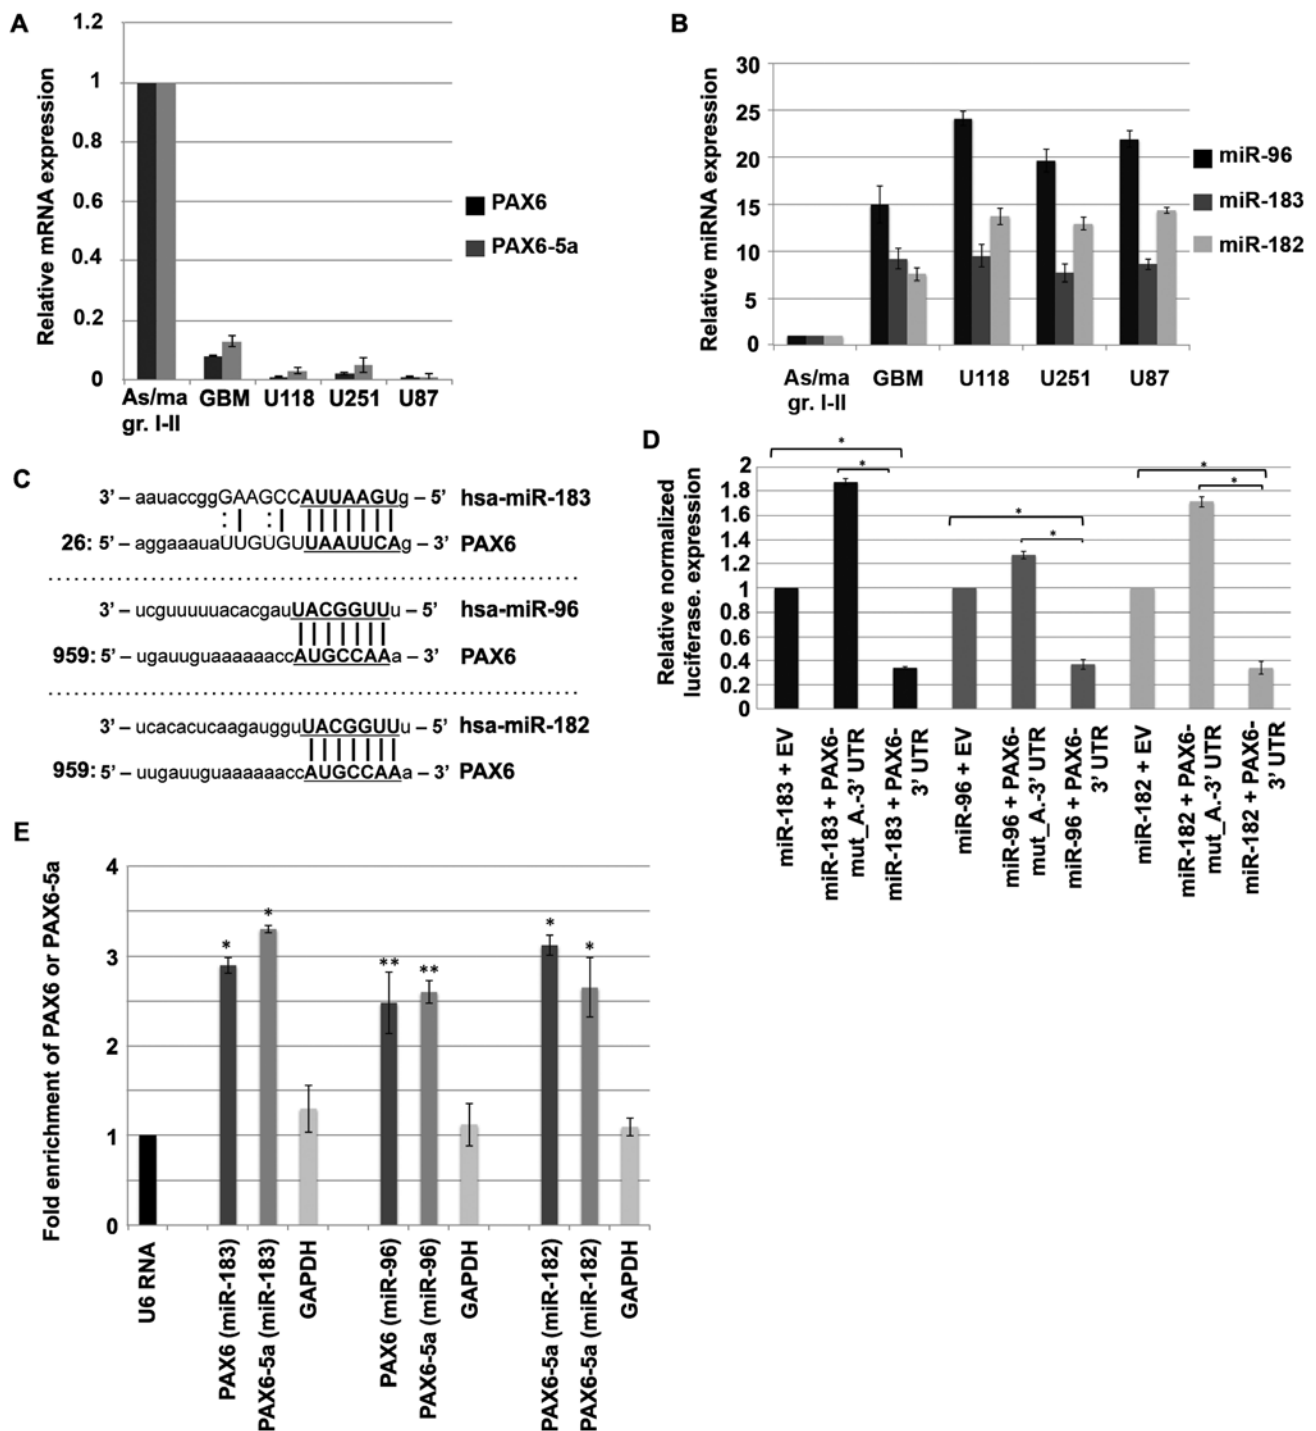 A
Relative mRNA expression
1.2
1
0.8
0.6
0.4
0.2
0
As/ma gr. I-II
GBM
U118
U251
U87
PAX6
PAX6-5a
B
Relative miRNA expression
30
25
20
15
10
5
0
As/ma gr. I-II
GBM
U118
U251
U87
miR-96
miR-183
miR-182
C
3’ – aauaccggGAAGCCAUUAAGUg – 5’ hsa-miR-183
26: 5’ – aggaaauaUUGUGUUAAUUCAg – 3’ PAX6
3’ – ucguuuuuacacgauUACGGUUu – 5’ hsa-miR-96
959: 5’ – ugauuguaaaaaaccAUGCCAAa – 3’ PAX6
3’ – ucacacucaagaugguUACGGUUu – 5’ hsa-miR-182
959: 5’ – uugauuguaaaaaaccAUGCCAAa – 3’ PAX6
D
Relative normalized
luciferase. expression
2
1.8
1.6
1.4
1.2
1
0.8
0.6
0.4
0.2
0
*
*
*
*
*
*
miR-183 + EV
miR-183 + PAX6-
mut_A.-3’ UTR
miR-183 + PAX6-
3’ UTR
miR-96 + EV
miR-96 + PAX6-
mut_A.-3’ UTR
miR-96 + PAX6-
3’ UTR
miR-182 + EV
miR-182 + PAX6-
mut_A.-3’ UTR
miR-182 + PAX6-
3’ UTR
E
Fold enrichment of PAX6 or PAX6-5a
4
3
2
1
0
*
*
**
**
*
*
U6 RNA
PAX6 (miR-183)
PAX6-5a (miR-183)
GAPDH
PAX6 (miR-96)
PAX6-5a (miR-96)
GAPDH
PAX6-5a (miR-182)
PAX6-5a (miR-182)
GAPDH